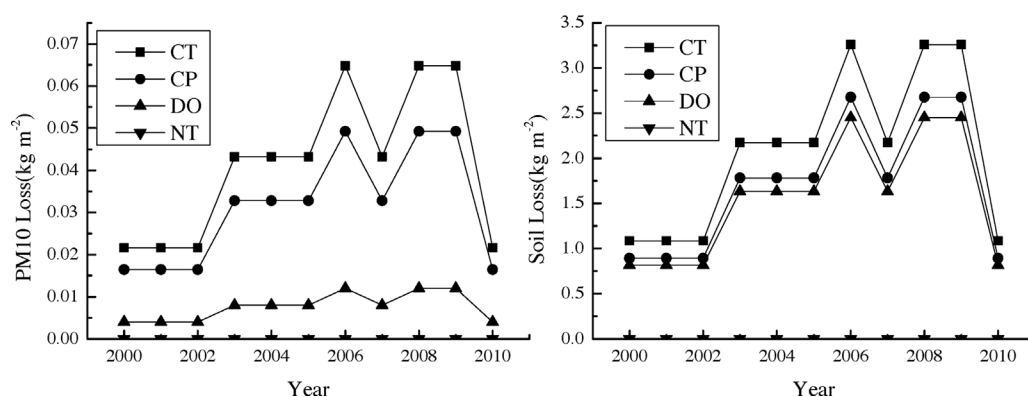 0.07
0.06
0.05
0.04
0.03
0.02
0.01
0.00
PM10 Loss(kg m-2)
CT
CP
DO
NT
2000 2002 2004 2006 2008 2010
Year
3.5
3.0
2.5
2.0
1.5
1.0
0.5
0.0
Soil Loss(kg m-2)
CT
CP
DO
NT
2000 2002 2004 2006 2008 2010
Year